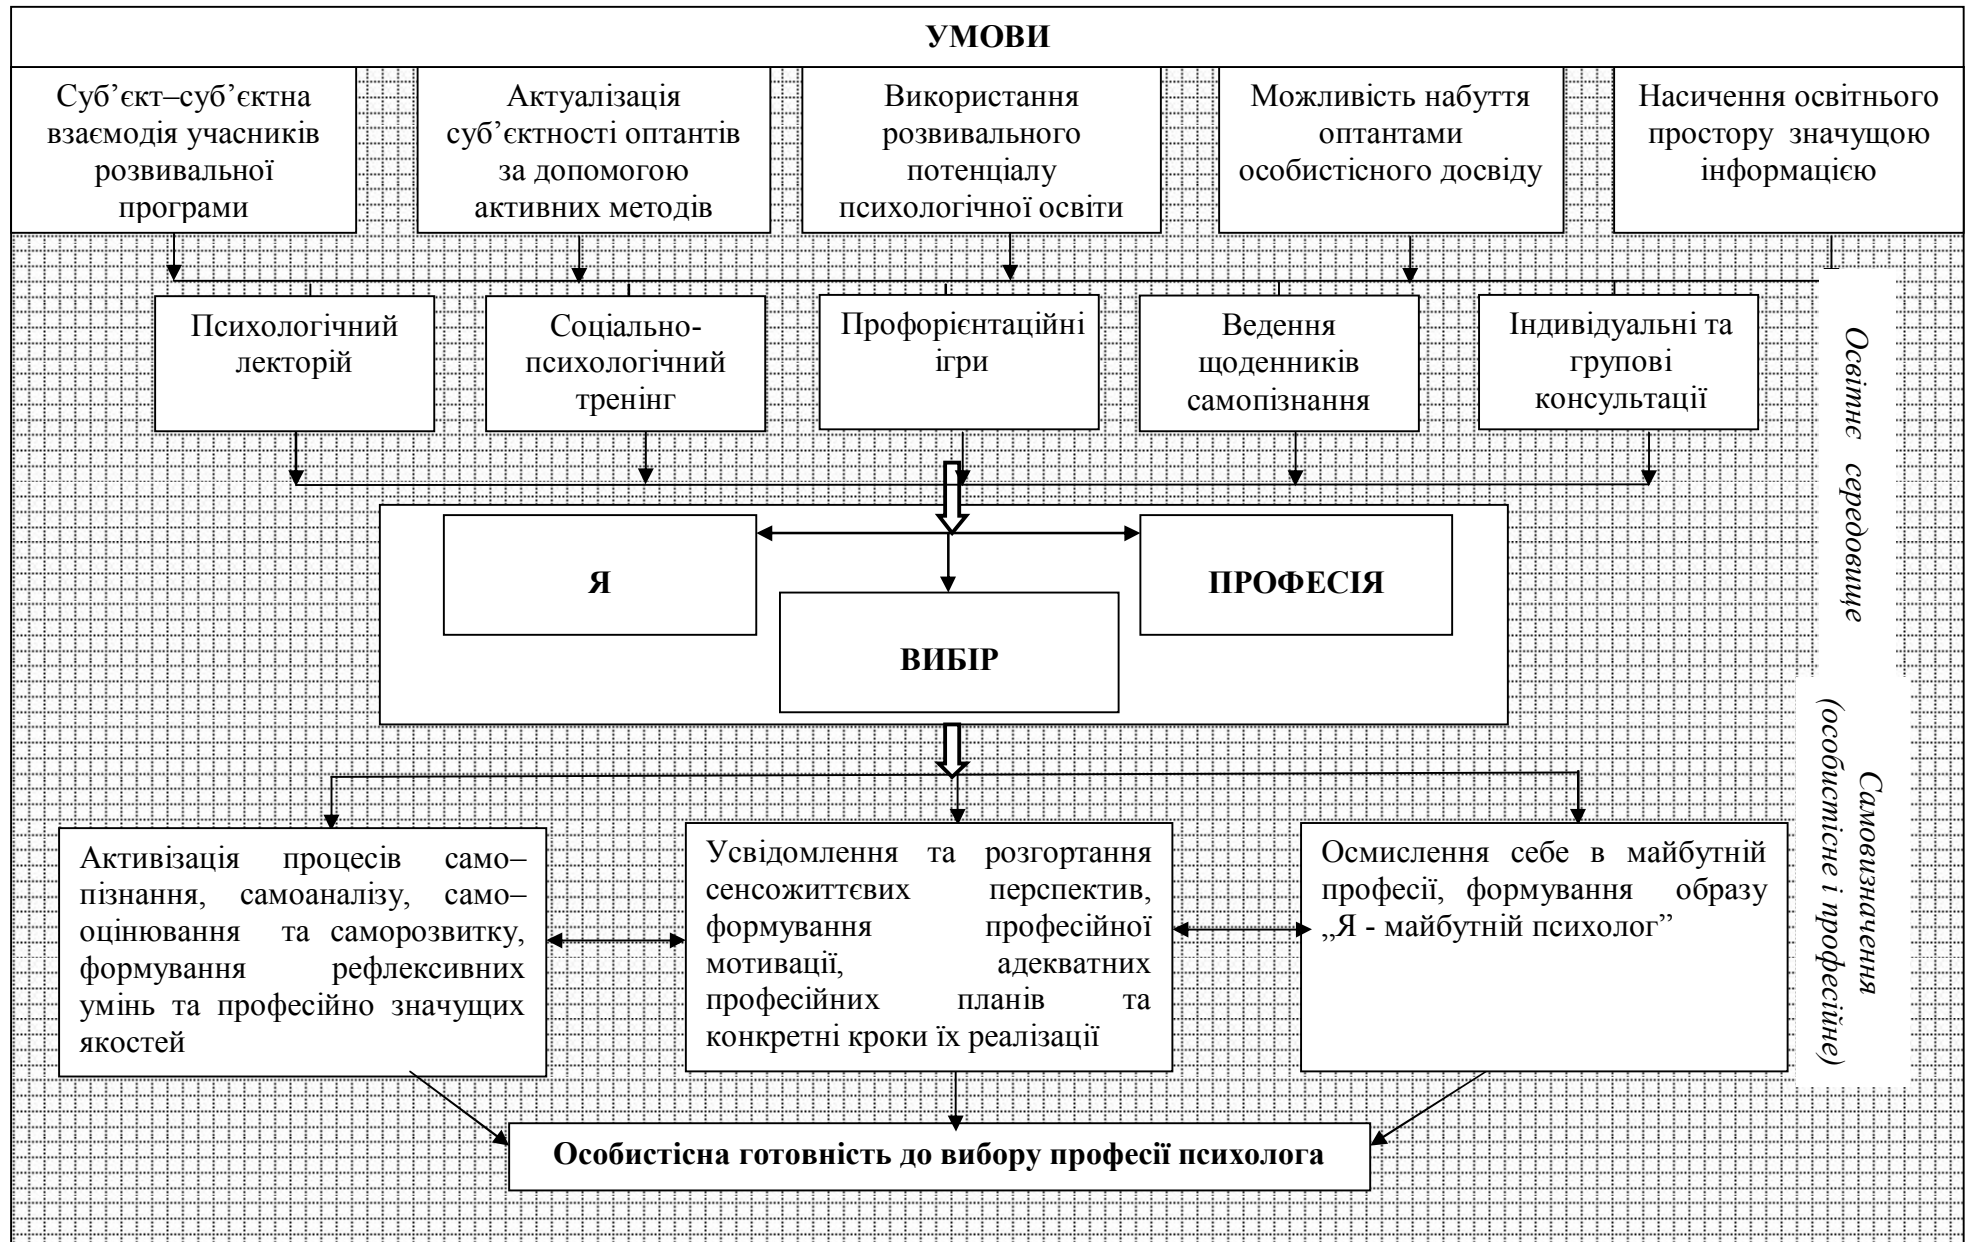 УМОВИ
Суб’єкт–суб’єктна
взаємодія учасників
розвивальної
програми
Актуалізація
суб’єктності оптантів
за допомогою
активних методів
Використання
розвивального
потенціалу
психологічної освіти
Можливість набуття
оптантами
особистісного досвіду
Насичення освітнього
простору значущою
інформацією
Психологічний
лекторій
Соціально-
психологічний
тренінг
Профорієнтаційні
ігри
Ведення
щоденників
самопізнання
Індивідуальні та
групові
консультації
Освітнє середовище
Я
ПРОФЕСІЯ
ВИБІР
Самовизначення
(особистісне і професійне)
Активізація процесів само–
пізнання, самоаналізу, само–
оцінювання та саморозвитку,
формування рефлексивних
умінь та професійно значущих
якостей
Усвідомлення та розгортання
сенсожиттєвих перспектив,
формування професійної
мотивації, адекватних
професійних планів та
конкретні кроки їх реалізації
Осмислення себе в майбутній
професії, формування образу
„Я - майбутній психолог”
Особистісна готовність до вибору професії психолога